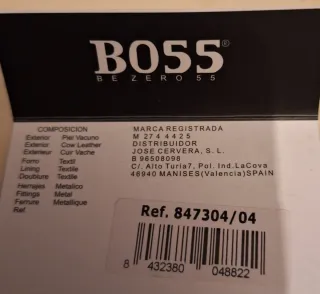 BO55®
BE ZERO 55
COMPOSICION
Exterior Piel Vacuno
Exterior Cow Leather
Exterieur Cuir Vache
Forro Textil
Lining Textile
Doublure Textile
Herrajes Metalico
Fittings Metal
Ferrure Metallique
Ref.
MARCA REGISTRADA
M 2744425
DISTRIBUIDOR
JOSE CERVERA, S. L.
B 96508098
C/. Alto Turia7, Pol. Ind.LaCova
46940 MANISES(Valencia)SPAIN
Ref. 847304/04
8 432380 048822